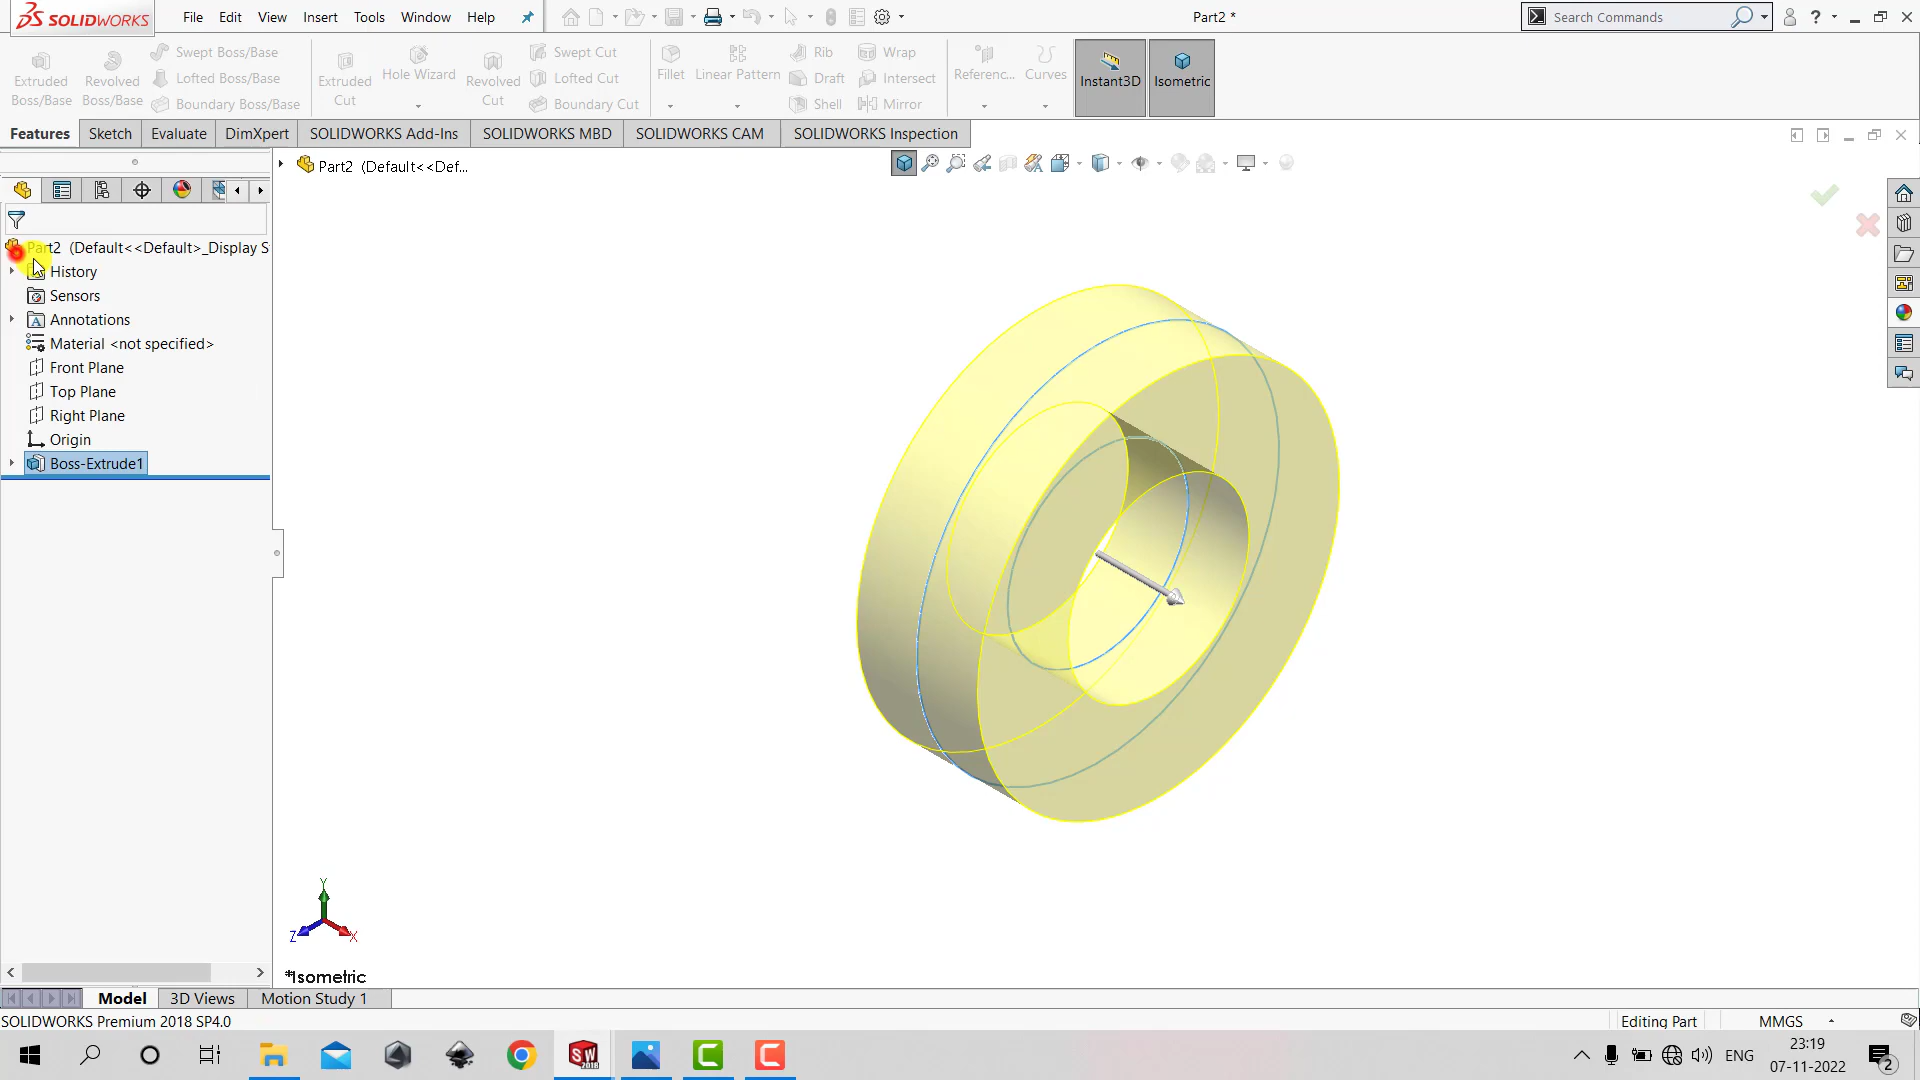 SOLIDWORKS File Edit View Insert Tools Window Help Part2 * Search Commands ?
Extruded Boss/Base
Revolved Boss/Base
Swept Boss/Base
Lofted Boss/Base
Boundary Boss/Base
Extruded Cut
Hole Wizard
Revolved Cut
Swept Cut
Lofted Cut
Boundary Cut
Fillet
Linear Pattern
Rib
Draft
Shell
Wrap
Intersect
Mirror
Referenc...
Curves
Instant3D
Isometric
Features Sketch Evaluate DimXpert SOLIDWORKS Add-Ins SOLIDWORKS MBD SOLIDWORKS CAM SOLIDWORKS Inspection
Part2 (Default<<Def...
Part2 (Default<<Default>_Display S
History
Sensors
Annotations
Material <not specified>
Front Plane
Top Plane
Right Plane
Origin
Boss-Extrude1
Y
Z
X
*Isometric
Model 3D Views Motion Study 1
SOLIDWORKS Premium 2018 SP4.0 Editing Part MMGS
ENG
23:19
07-11-2022
2